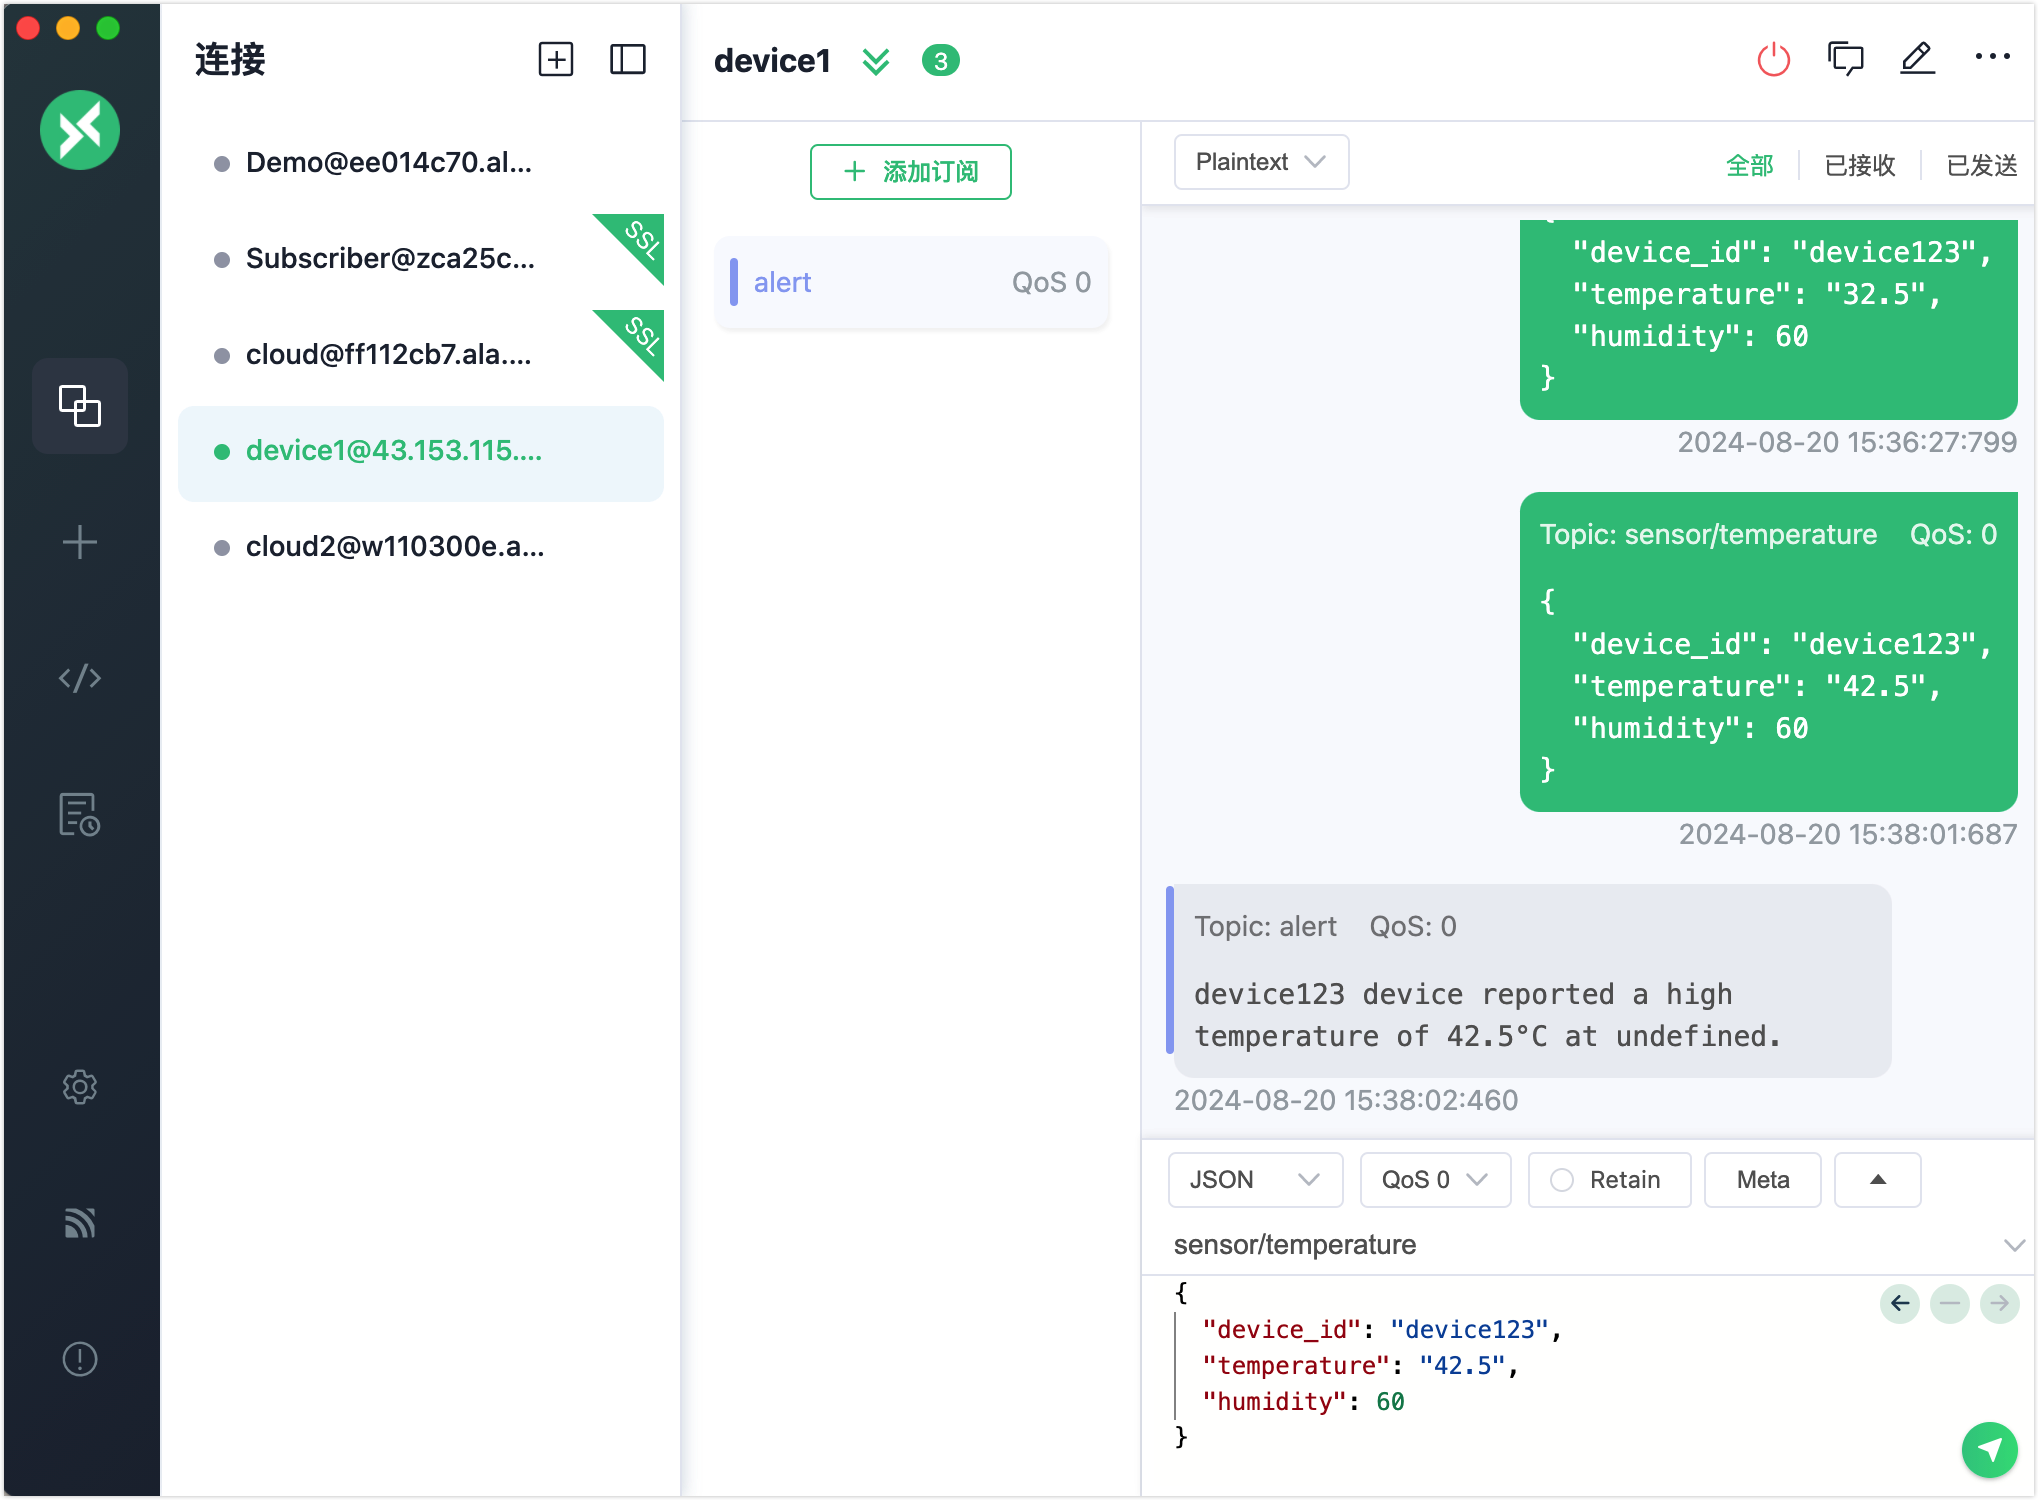 连接
Demo@ee014c70.al...
Subscriber@zca25c...
SSL
cloud@ff112cb7.ala....
SSL
device1@43.153.115....
cloud2@w110300e.a...
device1 3
添加订阅
alert QoS 0
Plaintext
全部 已接收 已发送
{
"device_id": "device123",
"temperature": "32.5",
"humidity": 60
}
2024-08-20 15:36:27:799
Topic: sensor/temperature QoS: 0
{
"device_id": "device123",
"temperature": "42.5",
"humidity": 60
}
2024-08-20 15:38:01:687
Topic: alert QoS: 0
device123 device reported a high
temperature of 42.5°C at undefined.
2024-08-20 15:38:02:460
JSON QoS 0 Retain Meta
sensor/temperature
{
"device_id": "device123",
"temperature": "42.5",
"humidity": 60
}